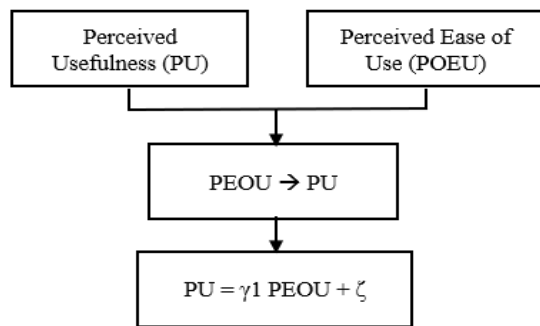 Perceived
Usefulness (PU)
Perceived Ease of
Use (POEU)
PEOU → PU
PU = γ1 PEOU + ζ